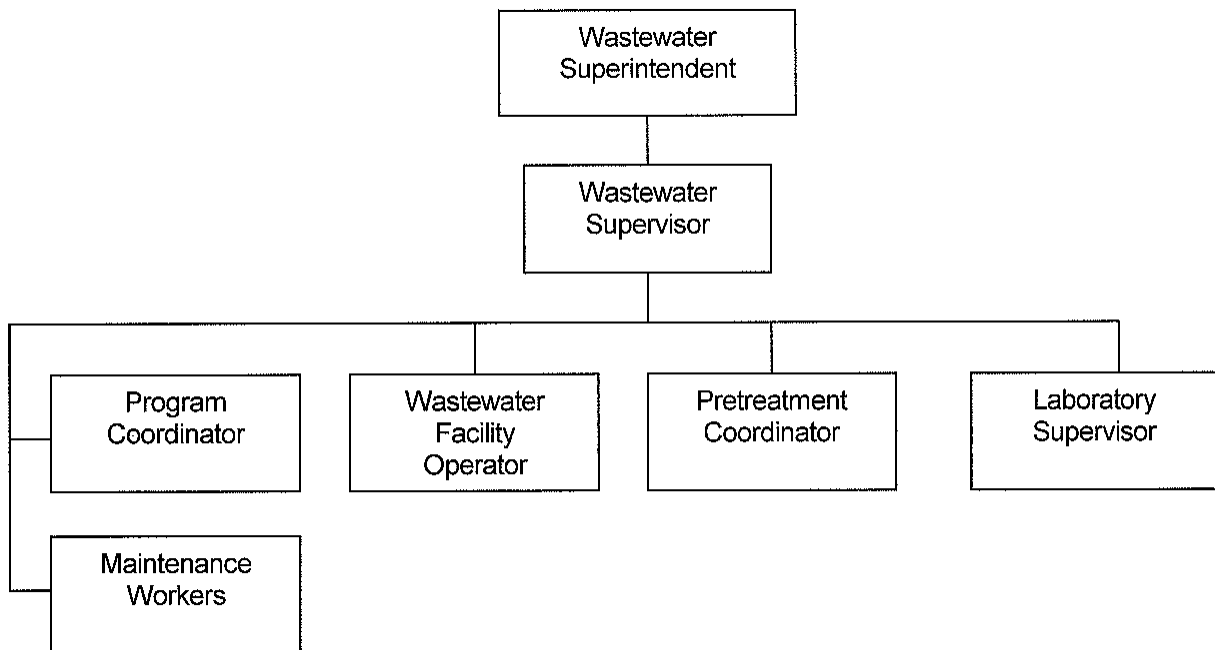 Wastewater
Superintendent
Wastewater
Supervisor
Program
Coordinator
Wastewater
Facility
Operator
Pretreatment
Coordinator
Laboratory
Supervisor
Maintenance
Workers